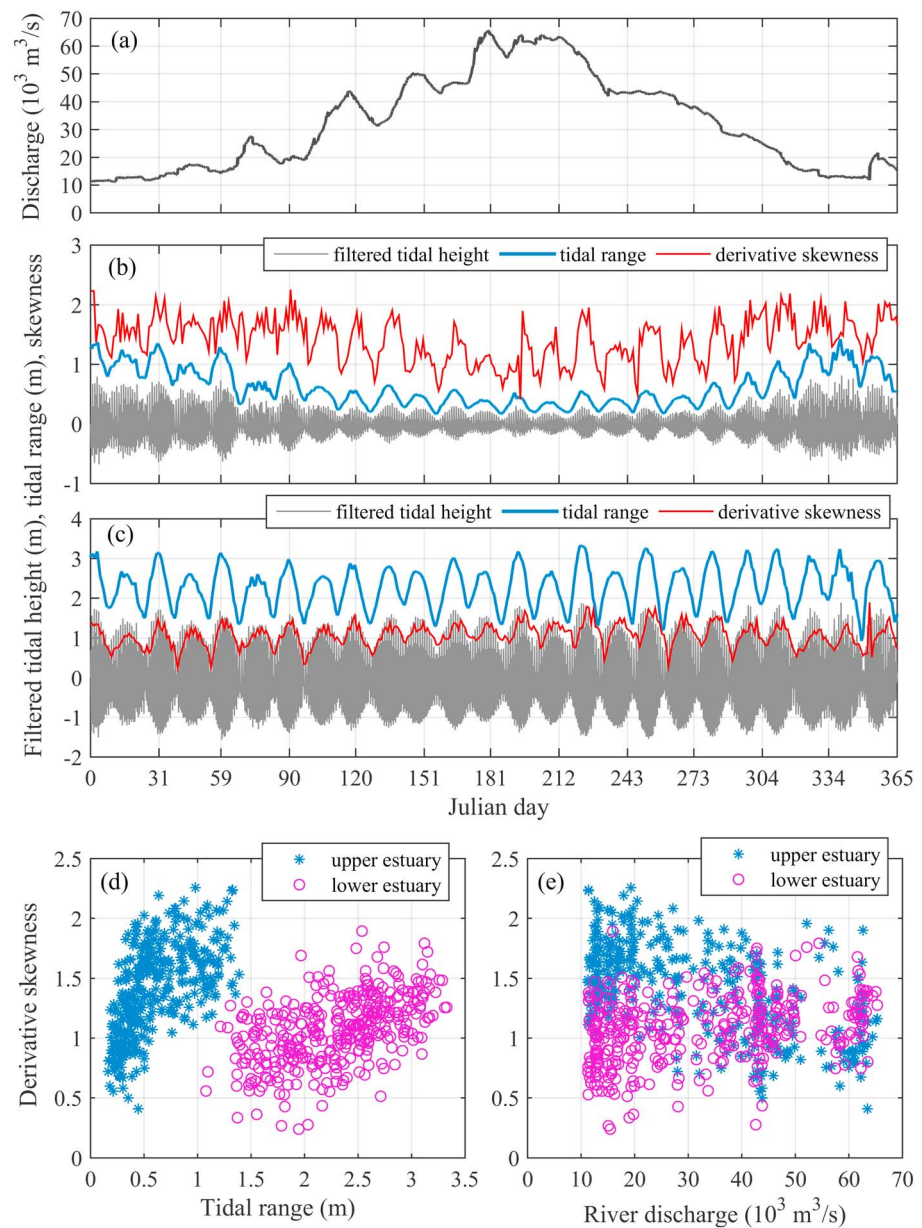 (a)
Discharge (10³ m³/s)
70
60
50
40
30
20
10
0
Filtered tidal height (m), tidal range (m), skewness
(b)
filtered tidal height tidal range derivative skewness
3
2
1
0
-1
(c)
filtered tidal height tidal range derivative skewness
4
3
2
1
0
-1
-2
0 31 59 90 120 151 181 212 243 273 304 334 365
Julian day
(d)
upper estuary
lower estuary
Derivative skewness
2.5
2
1.5
1
0.5
0
0 0.5 1 1.5 2 2.5 3 3.5
Tidal range (m)
(e)
upper estuary
lower estuary
2.5
2
1.5
1
0.5
0
0 10 20 30 40 50 60 70
River discharge (10³ m³/s)